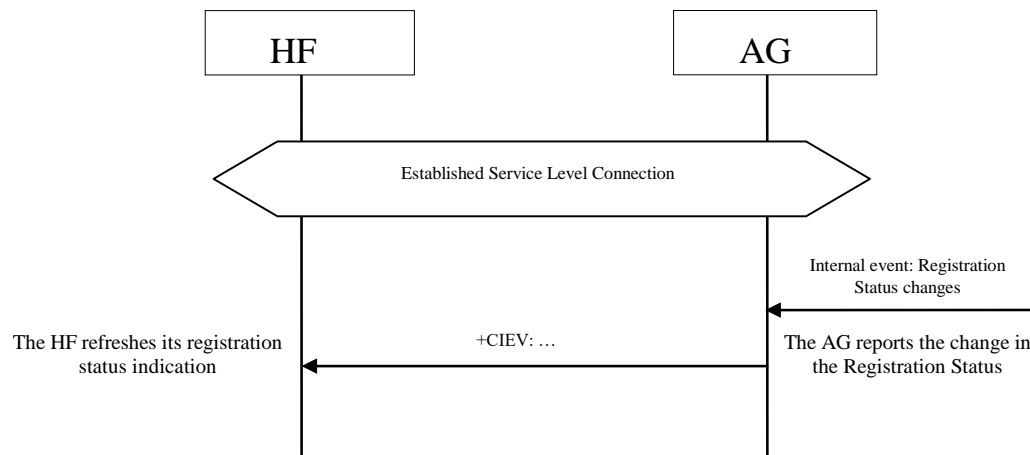 HF
AG
Established Service Level Connection
Internal event: Registration
Status changes
The HF refreshes its registration
status indication
+CIEV: …
The AG reports the change in
the Registration Status